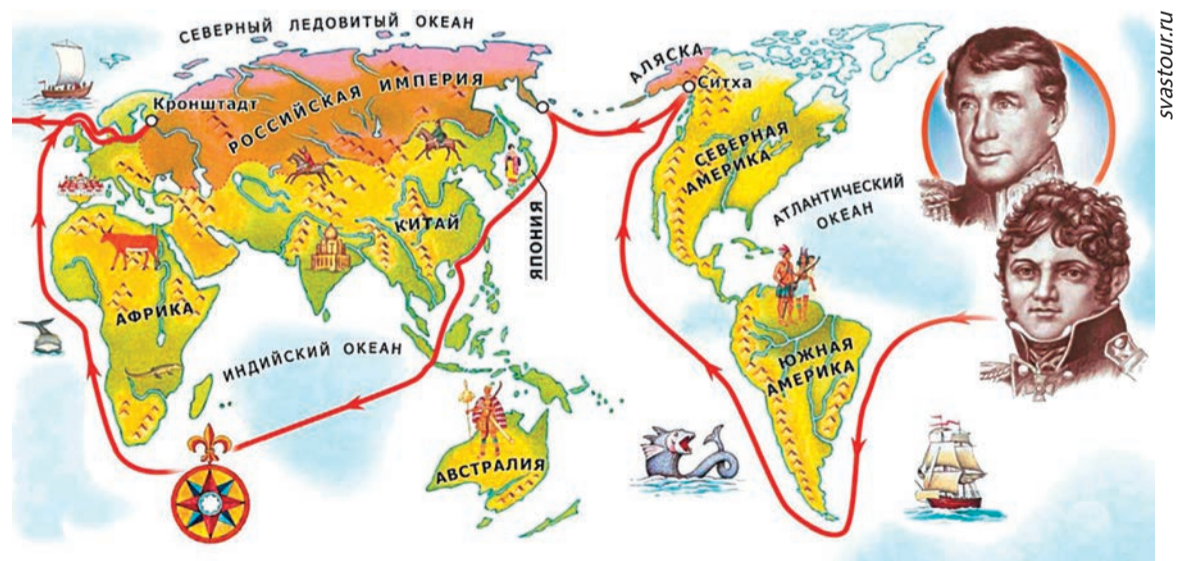 СЕВЕРНЫЙ ЛЕДОВИТЫЙ ОКЕАН
АЛЯСКА
Ситха
Кронштадт
РОССИЙСКАЯ ИМПЕРИЯ
СЕВЕРНАЯ
АМЕРИКА
АТЛАНТИЧЕСКИЙ
ОКЕАН
КИТАЙ
ЯПОНИЯ
АФРИКА
ИНДИЙСКИЙ ОКЕАН
ЮЖНАЯ
АМЕРИКА
АВСТРАЛИЯ
svastour.ru